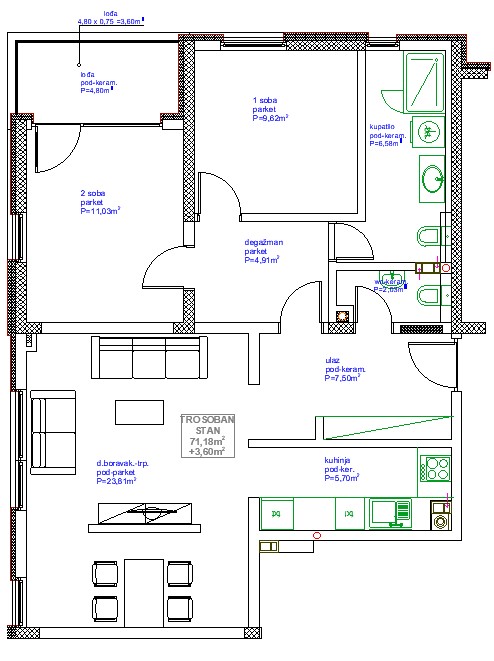 lođa
4,80 x 0,75 =3,60m²
lođa
pod-keram.
P=4,80m²
1 soba
parket
P=9,62m²
kupatilo
pod-keram.
P=6,58m²
2 soba
parket
P=11,03m²
degažman
parket
P=4,91m²
wc-keram.
P=2,03m²
ulaz
pod-keram.
P=7,50m²
TROSOBAN
STAN
71,18m²
+3,60m²
d.boravak.-trp.
pod-parket
P=23,61m²
kuhinja
pod-ker.
P=5,70m²